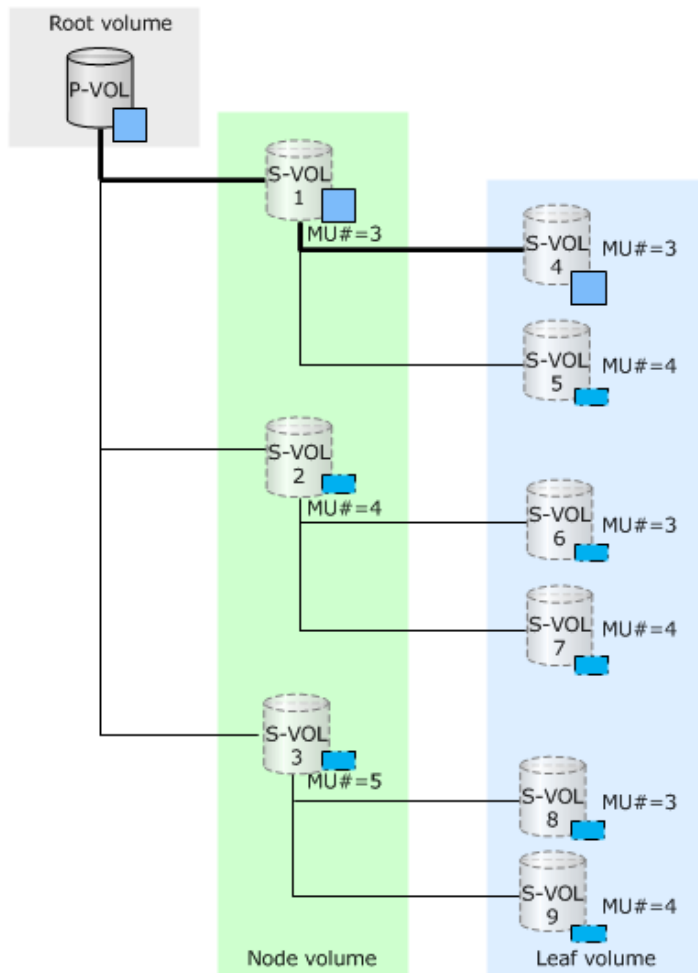 Root volume
P-VOL
S-VOL
1
MU#=3
S-VOL
4
MU#=3
S-VOL
5
MU#=4
S-VOL
2
MU#=4
S-VOL
6
MU#=3
S-VOL
7
MU#=4
S-VOL
3
MU#=5
S-VOL
8
MU#=3
S-VOL
9
MU#=4
Node volume
Leaf volume